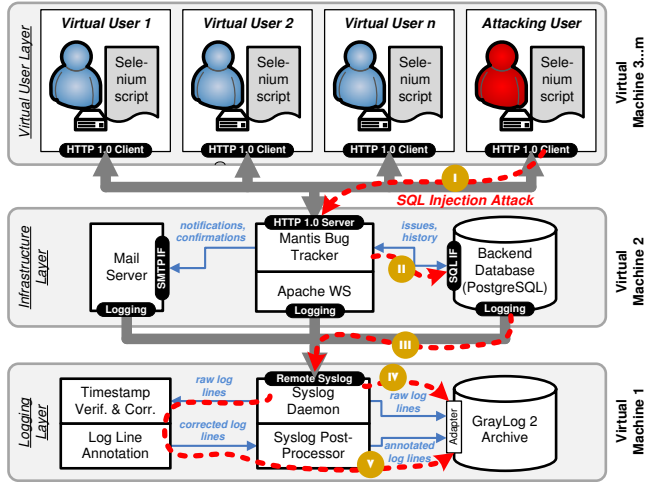 Virtual User Layer
Virtual User 1
Virtual User 2
Virtual User n
Attacking User
Sele-
nium
script
Sele-
nium
script
Sele-
nium
script
Sele-
nium
script
HTTP 1.0 Client
HTTP 1.0 Client
HTTP 1.0 Client
HTTP 1.0 Client
Virtual
Machine 3...m
I
SQL Injection Attack
Infrastructure
Layer
HTTP 1.0 Server
Mail
Server
SMTP IF
notifications,
confirmations
Mantis Bug
Tracker
Apache WS
issues,
history
II
SQL IF
Backend
Database
(PostgreSQL)
Logging
Logging
Logging
Virtual
Machine 2
III
Logging
Layer
Remote Syslog
IV
Timestamp
Verif. & Corr.
Log Line
Annotation
raw log
lines
corrected log
lines
Syslog
Daemon
Syslog Post-
Processor
raw log
lines
annotated
log lines
V
Adapter
GrayLog 2
Archive
Virtual
Machine 1